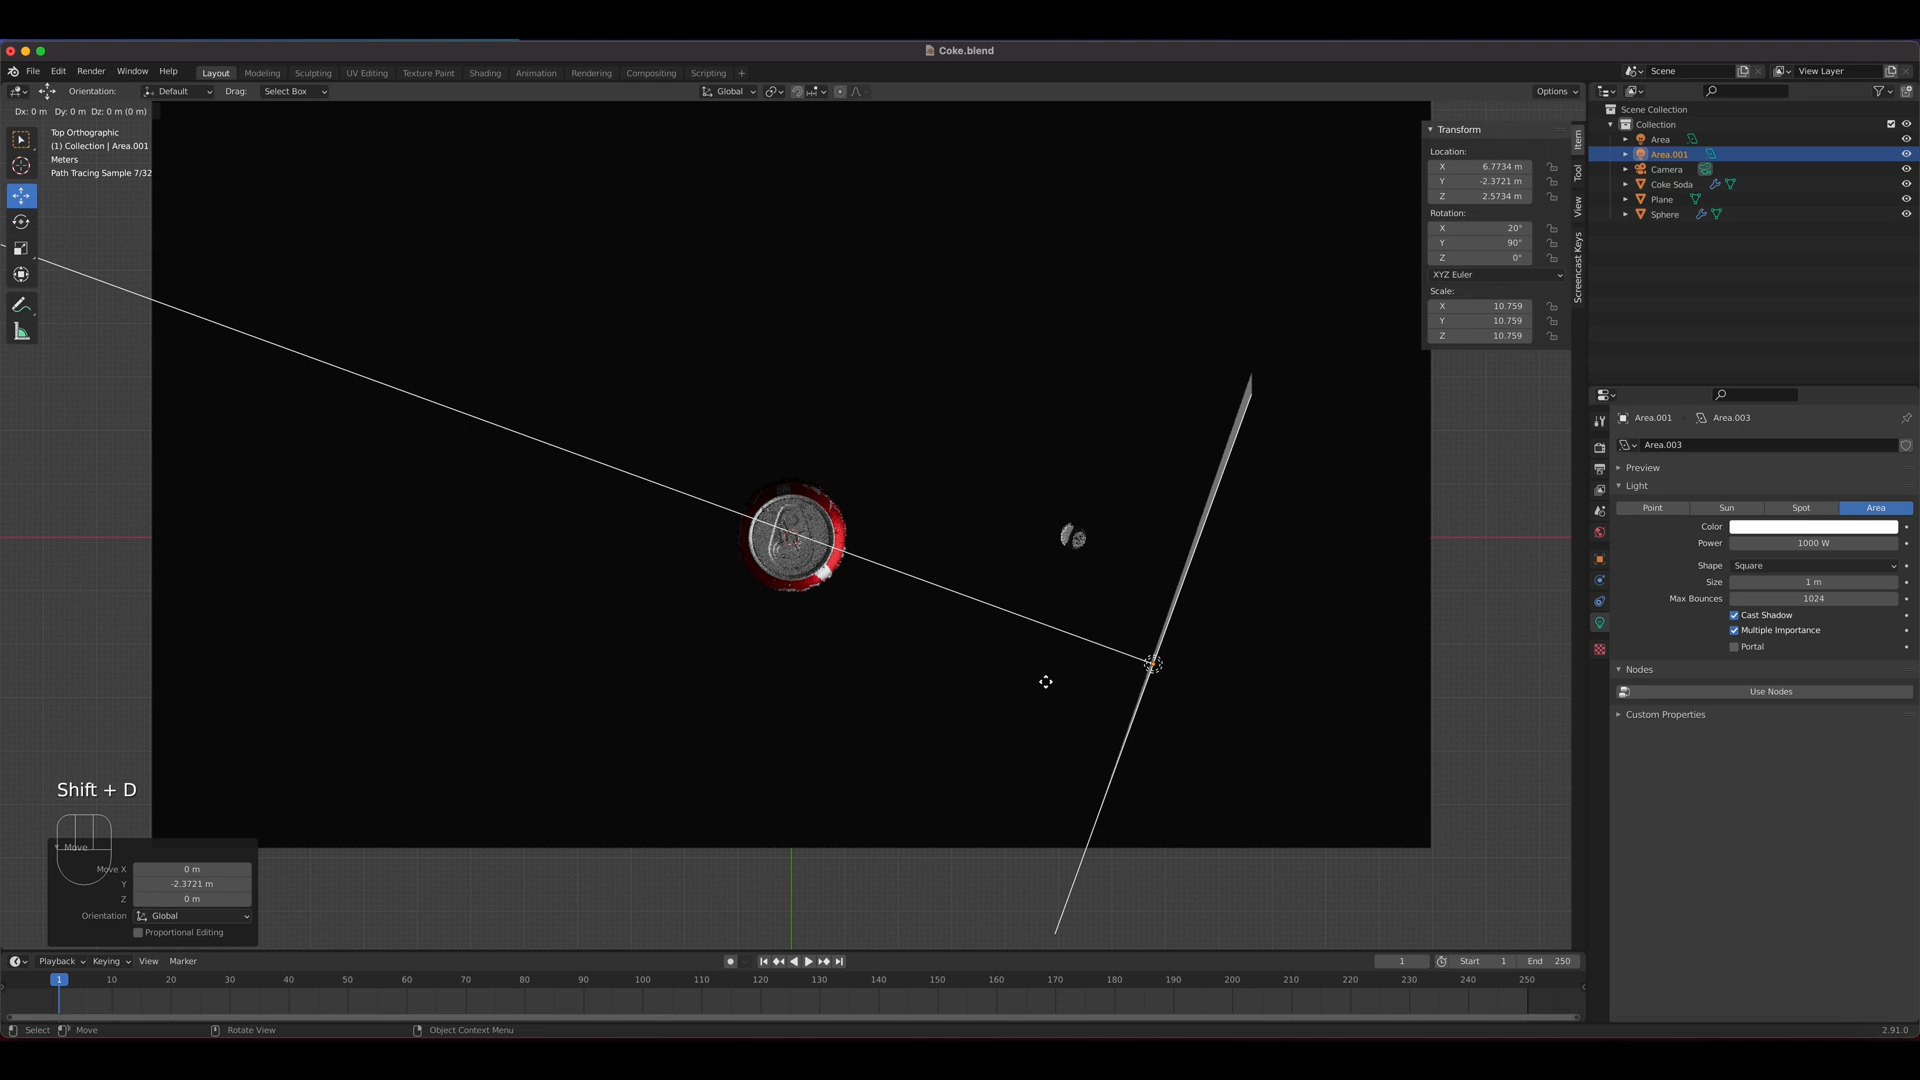 Coke.blend
File Edit Render Window Help Layout Modeling Sculpting UV Editing Texture Paint Shading Animation Rendering Compositing Scripting + Scene View Layer
Orientation: Default Drag: Select Box Global Options
Dx: 0 m Dy: 0 m Dz: 0 m (0 m)
Top Orthographic
(1) Collection | Area.001
Meters
Path Tracing Sample 7/32
Transform
Location:
X 6.7734 m
Y -2.3721 m
Z 2.5734 m
Rotation:
X 20°
Y 90°
Z 0°
XYZ Euler
Scale:
X 10.759
Y 10.759
Z 10.759
Item
Tool
View
Screencast Keys
Scene Collection
Collection
Area
Area.001
Camera
Coke Soda
Plane
Sphere
Area.001 Area.003
Area.003
Preview
Light
Point Sun Spot Area
Color
Power 1000 W
Shape Square
Size 1 m
Max Bounces 1024
Cast Shadow
Multiple Importance
Portal
Nodes
Use Nodes
Custom Properties
Shift + D
Move
Move X 0 m
Y -2.3721 m
Z 0 m
Orientation Global
Proportional Editing
Playback Keying View Marker 1 Start 1 End 250
1 10 20 30 40 50 60 70 80 90 100 110 120 130 140 150 160 170 180 190 200 210 220 230 240 250
Select Move Rotate View Object Context Menu 2.91.0